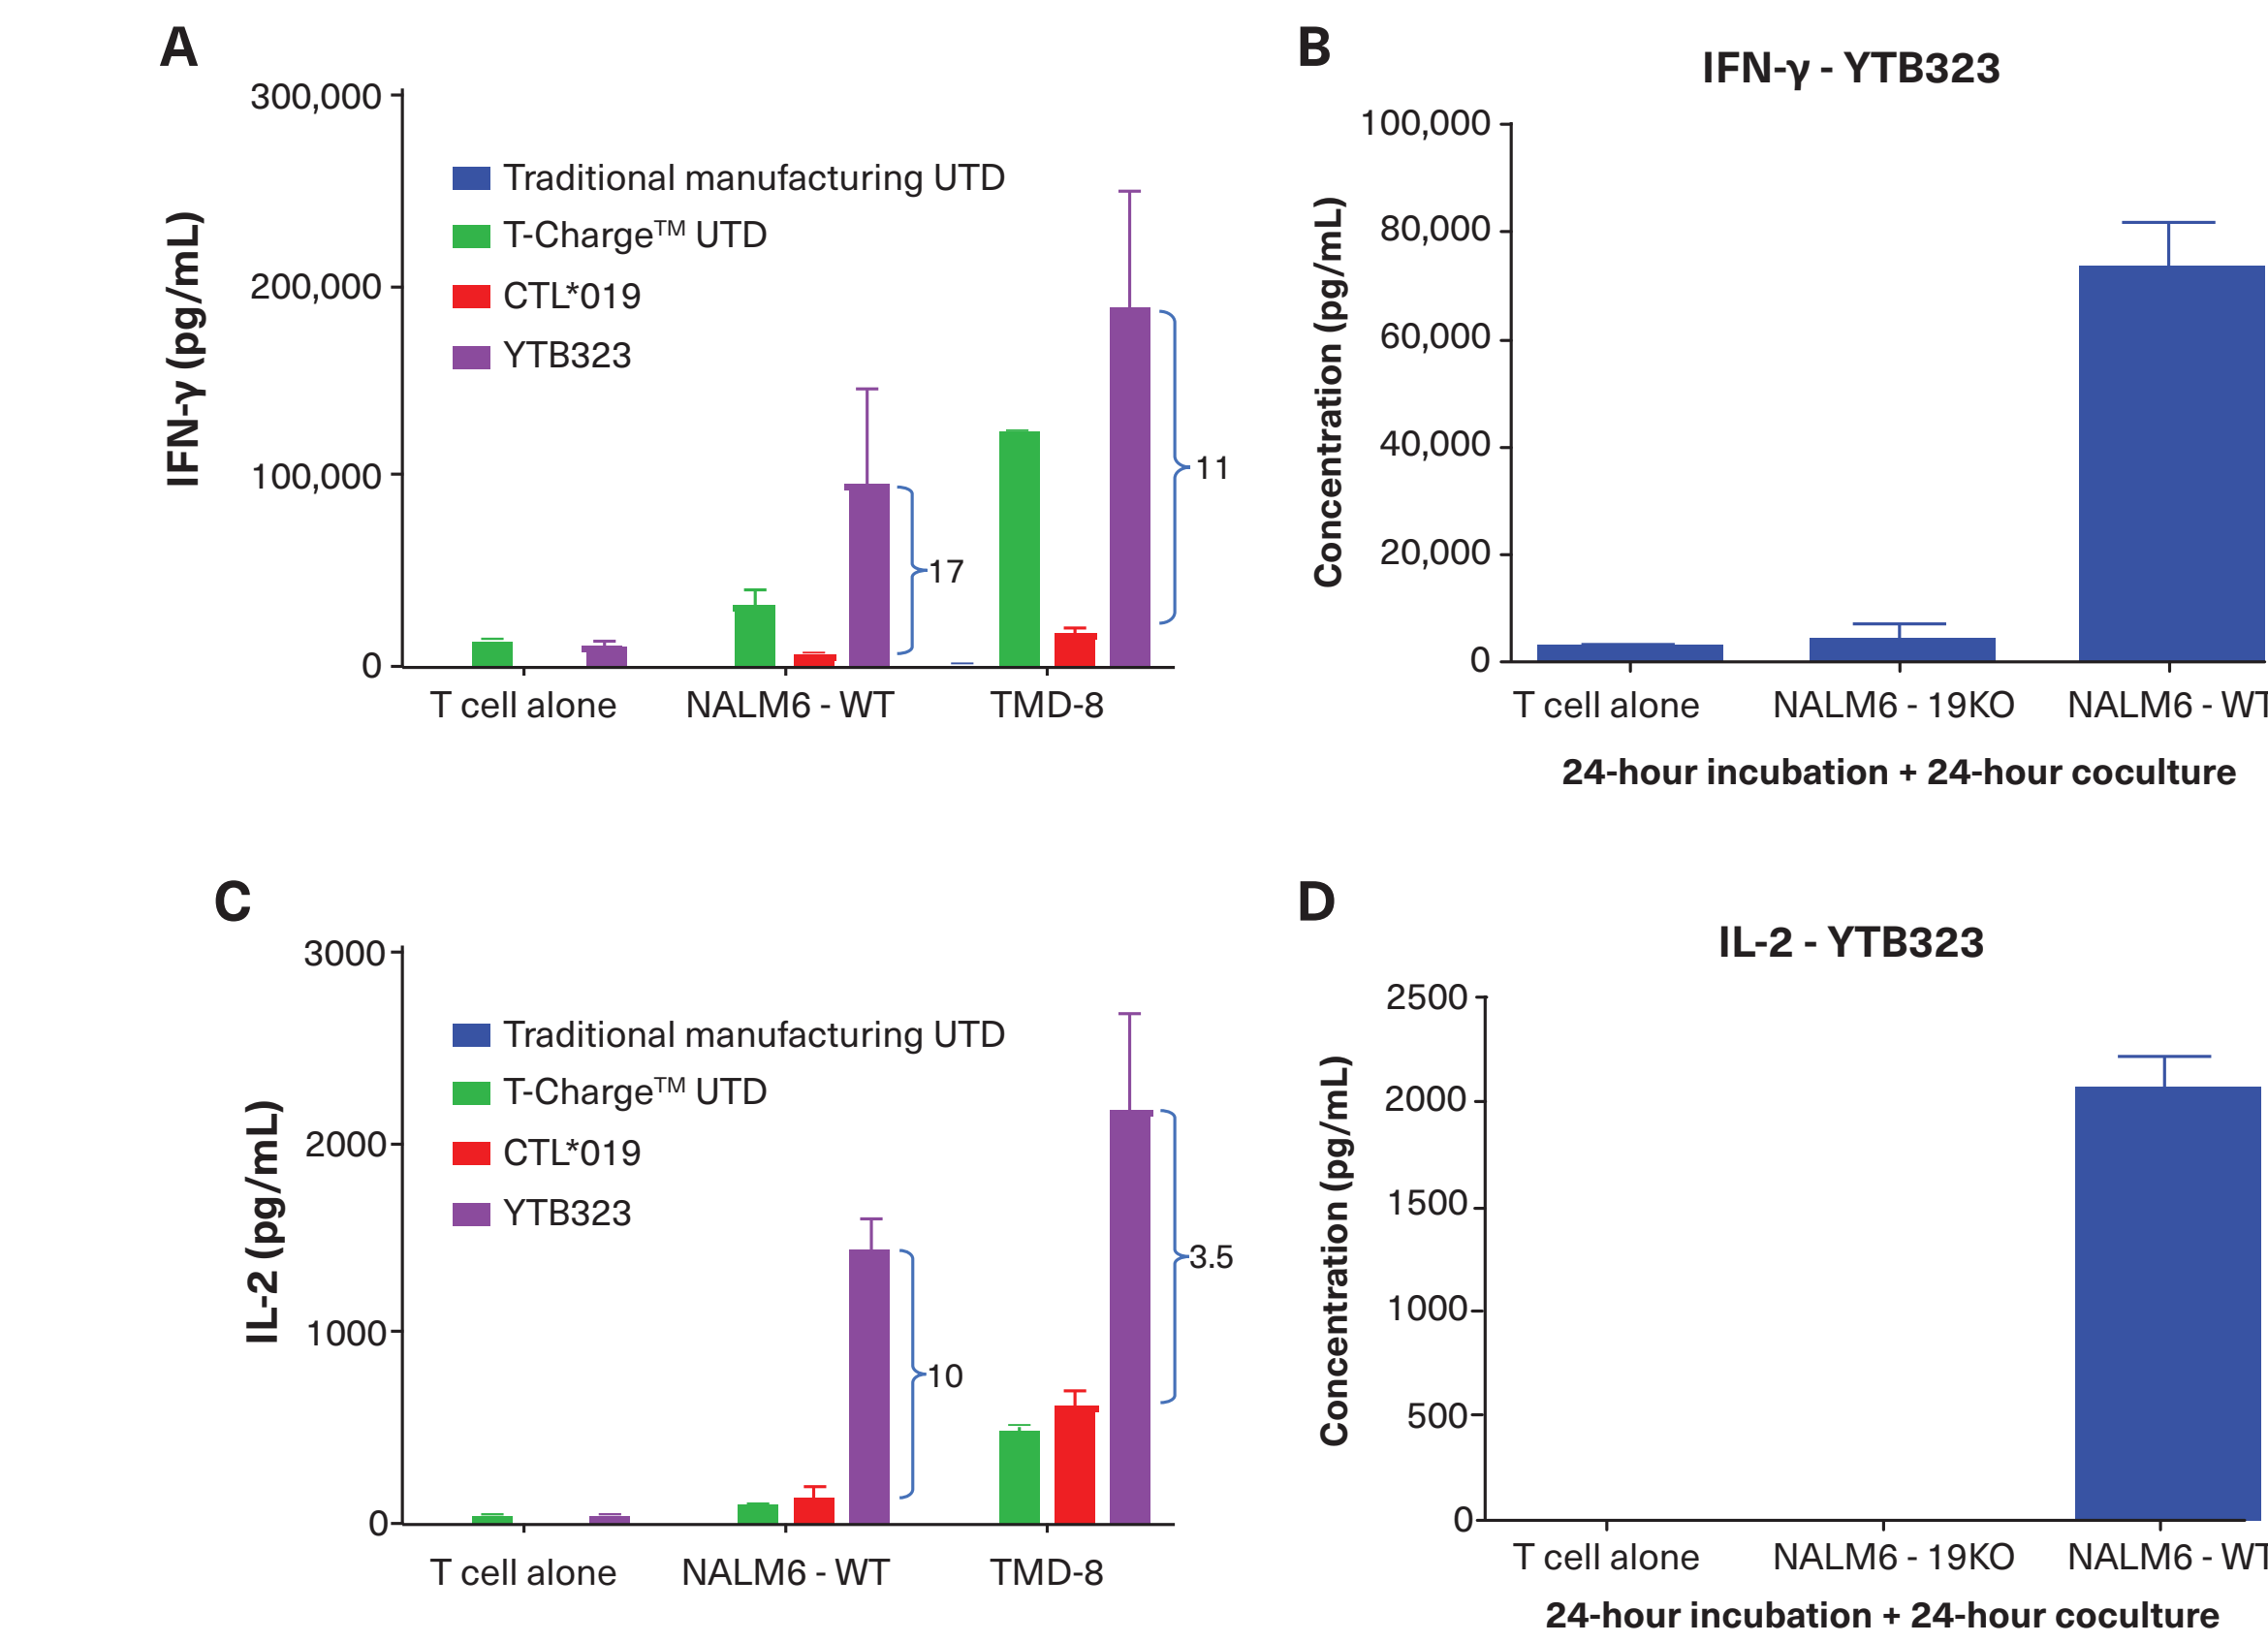 A
300,000
200,000
100,000
0
IFN-γ (pg/mL)
Traditional manufacturing UTD
T-Charge™ UTD
CTL*019
YTB323
17
11
T cell alone
NALM6 - WT
TMD-8
B
IFN-γ - YTB323
100,000
80,000
60,000
40,000
20,000
0
Concentration (pg/mL)
T cell alone
NALM6 - 19KO
NALM6 - WT
24-hour incubation + 24-hour coculture
C
3000
2000
1000
0
IL-2 (pg/mL)
Traditional manufacturing UTD
T-Charge™ UTD
CTL*019
YTB323
10
3.5
T cell alone
NALM6 - WT
TMD-8
D
IL-2 - YTB323
2500
2000
1500
1000
500
0
Concentration (pg/mL)
T cell alone
NALM6 - 19KO
NALM6 - WT
24-hour incubation + 24-hour coculture